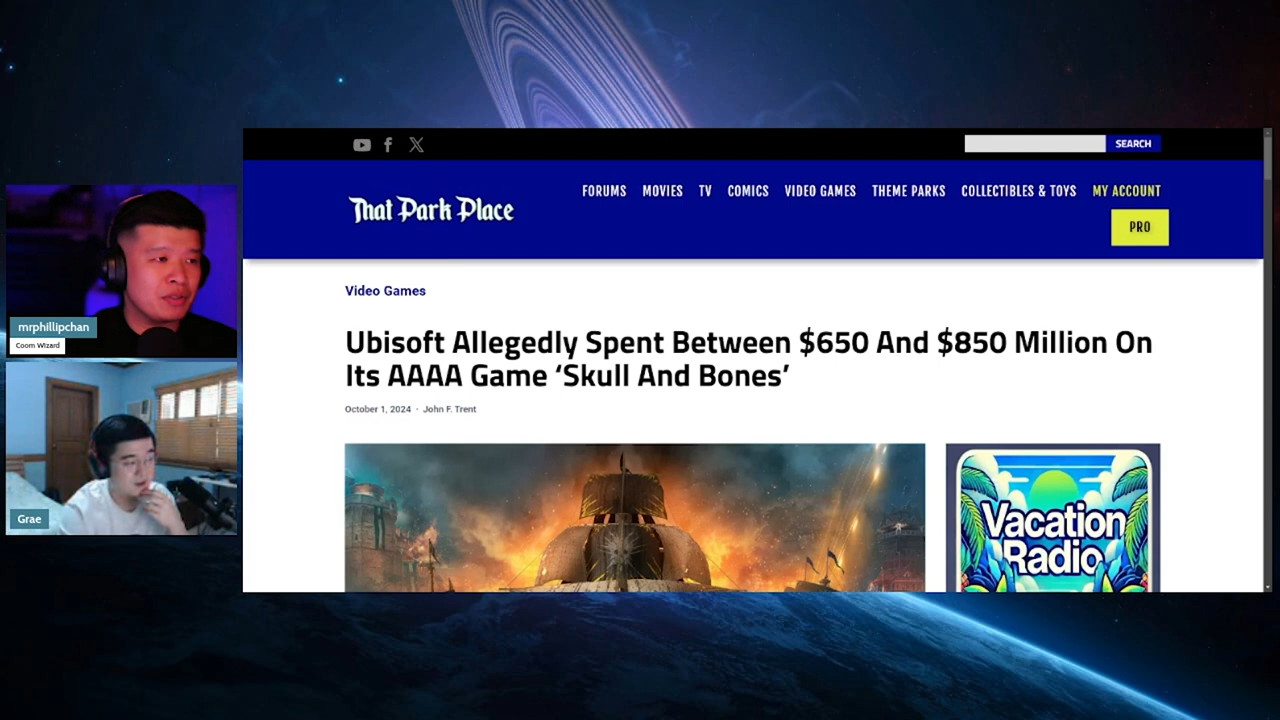 SEARCH
That Park Place
FORUMS MOVIES TV COMICS VIDEO GAMES THEME PARKS COLLECTIBLES & TOYS MY ACCOUNT
PRO
Video Games
Ubisoft Allegedly Spent Between $650 And $850 Million On
Its AAAA Game ‘Skull And Bones’
October 1, 2024 · John F. Trent
Vacation
Radio
mrphillipchan
Coom Wizard
Grae